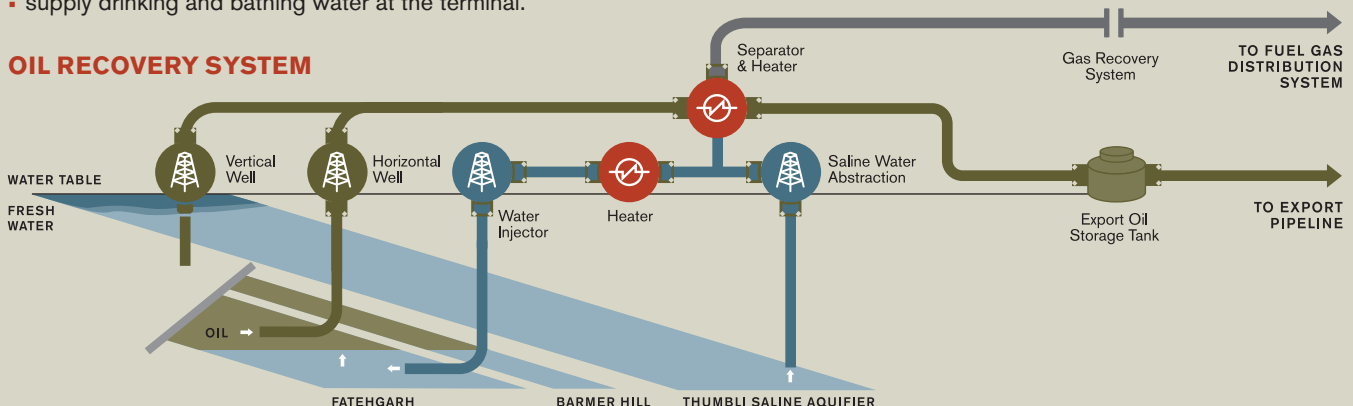 ▪ supply drinking and bathing water at the terminal.
OIL RECOVERY SYSTEM
Separator
& Heater
Gas Recovery
System
TO FUEL GAS
DISTRIBUTION
SYSTEM
Vertical
Well
Horizontal
Well
Saline Water
Abstraction
WATER TABLE
FRESH
WATER
Water
Injector
Heater
Export Oil
Storage Tank
TO EXPORT
PIPELINE
OIL
FATEHGARH
BARMER HILL
THUMBLI SALINE AQUIFIER